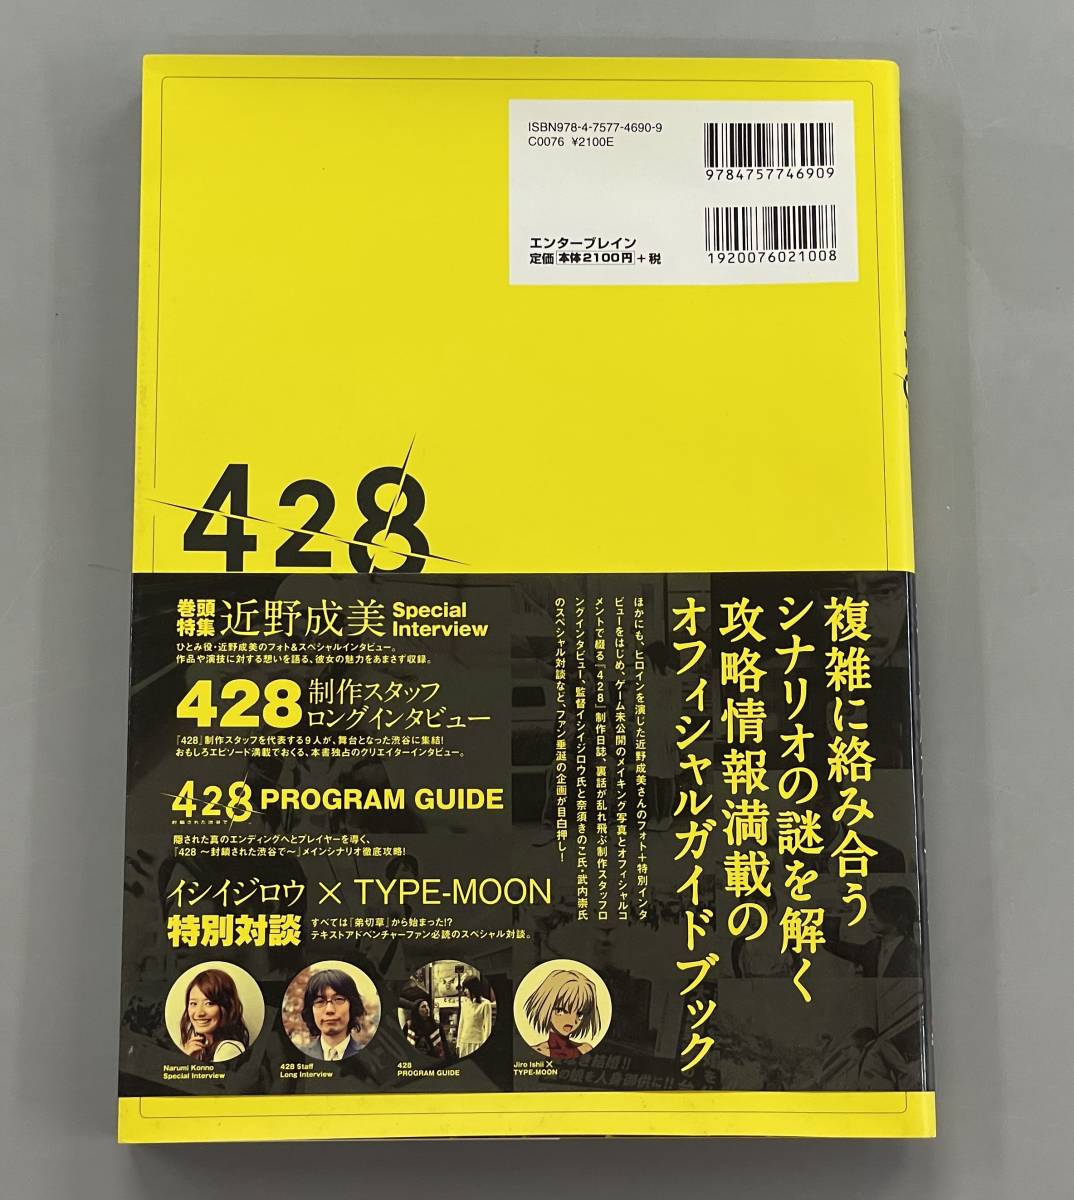 ISBN978-4-7577-4690-9
C0076 ¥2100E
9784757746909
エンターブレイン
定価 本体2100円 +税
1920076021008
428
複雑に絡み合う
シナリオの謎を解く
攻略情報満載の
オフィシャルガイドブック
ほかにも、ヒロインを演じた近野成美さんのフォト+特別インタ
ビューをはじめ、ゲーム未公開のメイキング写真とオフィシャルコ
メントで綴る『428』制作日誌、裏話が乱れ飛ぶ制作スタッフロ
ングインタビュー、監督イシイジロウ氏と奈須きのこ氏・武内崇氏
のスペシャル対談など、ファン垂涎の企画が目白押し!
巻頭特集 近野成美 Special Interview
ひとみ役・近野成美のフォト&スペシャルインタビュー。
作品や演技に対する想いを語る、彼女の魅力をあまさず収録。
428 制作スタッフ
ロングインタビュー
『428』制作スタッフを代表する9人が、舞台となった渋谷に集結!
おもしろエピソード満載でおくる、本書独占のクリエイターインタビュー。
428 PROGRAM GUIDE
封鎖された渋谷で
隠された真のエンディングへとプレイヤーを導く、
『428 〜封鎖された渋谷で〜』メインシナリオ徹底攻略!
イシイジロウ × TYPE-MOON
特別対談
すべては『弟切草』から始まった!?
テキストアドベンチャーファン必読のスペシャル対談。
Narumi Konno
Special Interview
428 Staff
Long Interview
428
PROGRAM GUIDE
Jiro Ishii ×
TYPE-MOON